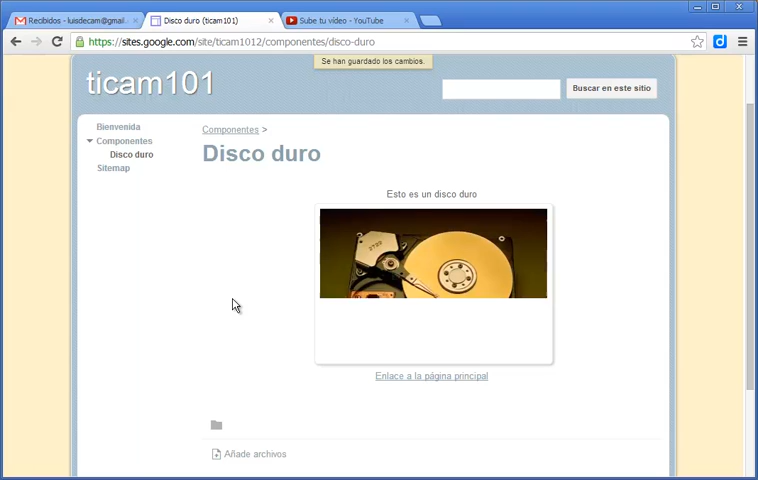 Recibidos - luisdecam@gmail.
Disco duro (ticam101)
Sube tu vídeo - YouTube
https://sites.google.com/site/ticam1012/componentes/disco-duro
Se han guardado los cambios.
ticam101
Buscar en este sitio
Bienvenida
Componentes
Disco duro
Sitemap
Componentes >
Disco duro
Esto es un disco duro
Enlace a la página principal
Añade archivos